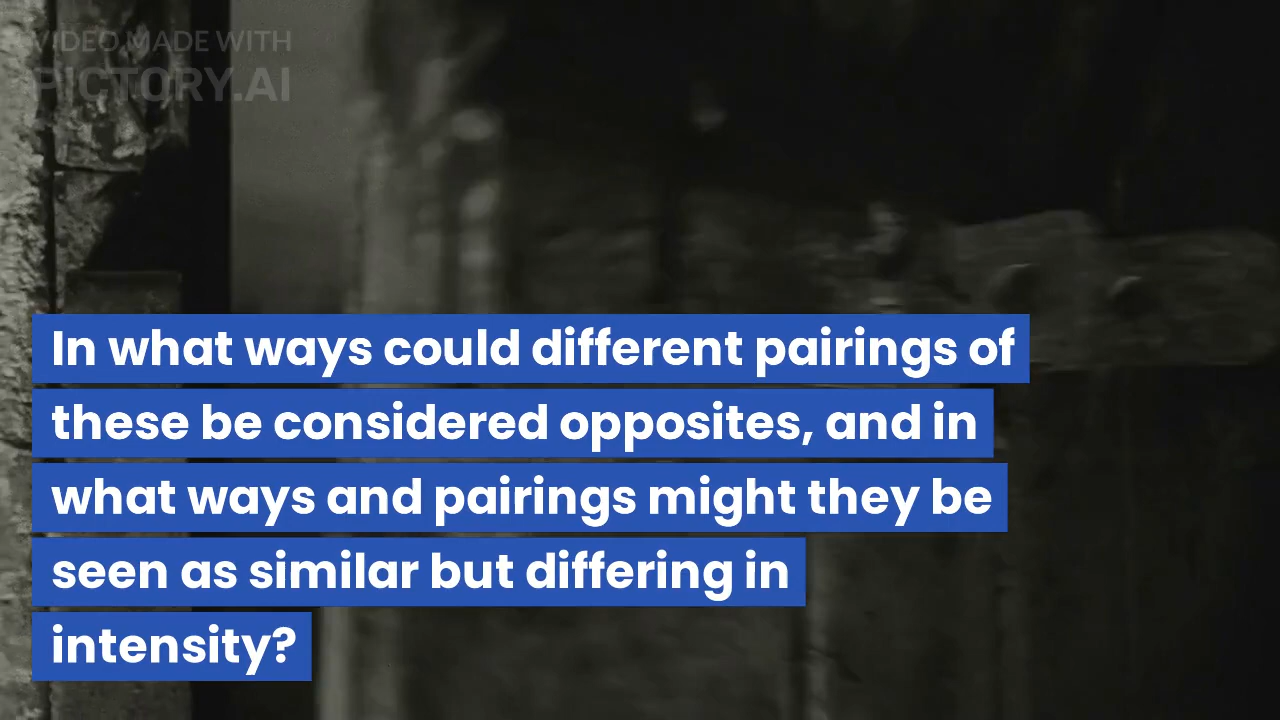 VIDEO MADE WITH
PICTORY.AI
In what ways could different pairings of
these be considered opposites, and in
what ways and pairings might they be
seen as similar but differing in
intensity?